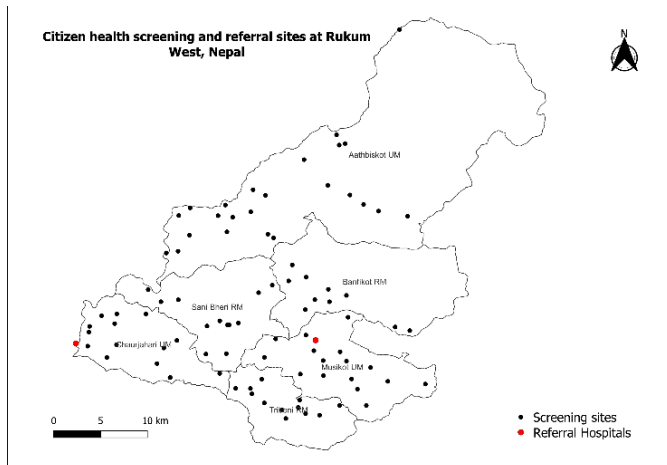 Citizen health screening and referral sites at Rukum
West, Nepal
N
Aathbiskot UM
Banfikot RM
Sani Bheri RM
Chaurjahari UM
Musikot UM
Triveni RM
0 5 10 km
Screening sites
Referral Hospitals